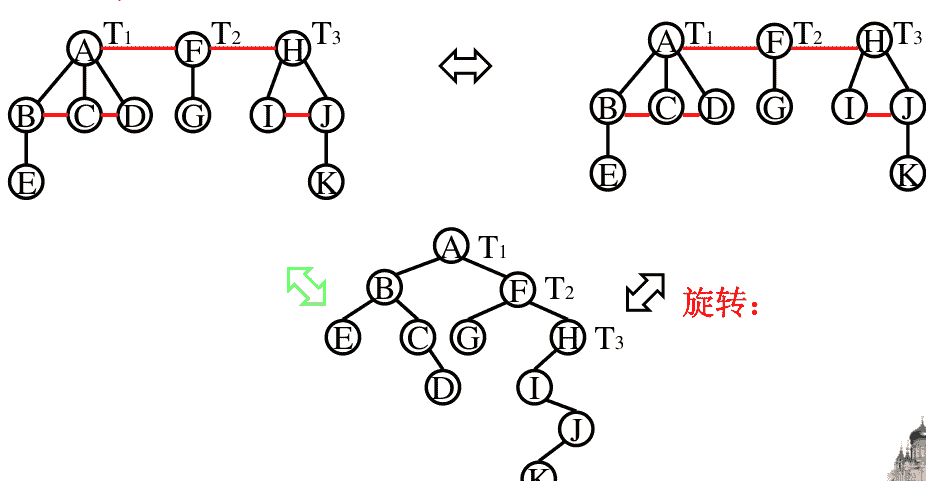 A T1 F T2 H T3
B C D G I J
E K
A T1 F T2 H T3
B C D G I J
E K
A T1
B F T2
E C G H T3
D I
J
K
旋转：